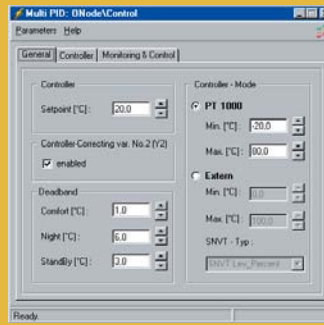 Multi PID: 0Node\Control
Parameters Help
General Controller Monitoring & Control
Controller
Setpoint [°C]: 20.0
Controller-Correcting var. No.2 (Y2)
enabled
Deadband
Comfort [°C]: 1.0
Night [°C]: 6.0
StandBy [°C]: 3.0
Controller - Mode
PT 1000
Min. [°C]: -20.0
Max. [°C]: 80.0
Extern
Min. [°C]: 0.0
Max. [°C]: 100.0
SNVT - Typ:
SNVT Lev_Percent
Ready.